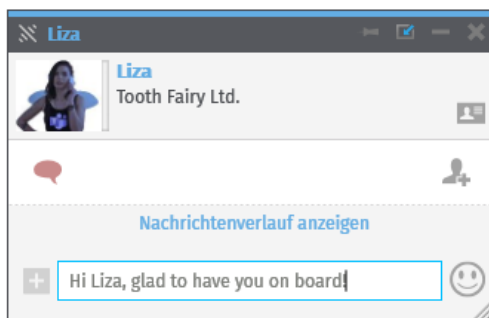 Liza
Liza
Tooth Fairy Ltd.
Nachrichtenverlauf anzeigen
Hi Liza, glad to have you on board!